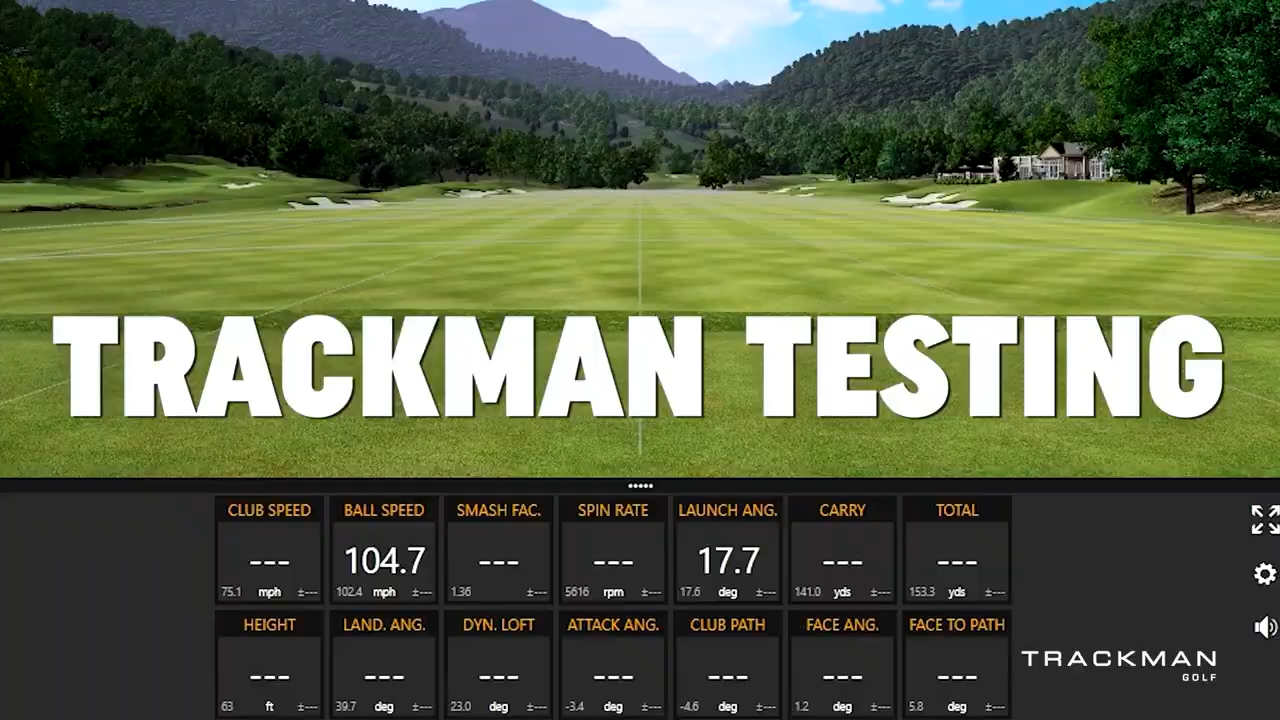 TRACKMAN TESTING
CLUB SPEED BALL SPEED SMASH FAC. SPIN RATE LAUNCH ANG. CARRY TOTAL
--- 104.7 --- --- 17.7 --- ---
75.1 mph ±--- 102.4 mph ±--- 1.36 ±--- 5616 rpm ±--- 17.6 deg ±--- 141.0 yds ±--- 153.3 yds ±---
HEIGHT LAND. ANG. DYN. LOFT ATTACK ANG. CLUB PATH FACE ANG. FACE TO PATH
--- --- --- --- --- --- ---
63 ft ±--- 39.7 deg ±--- 23.0 deg ±--- -3.4 deg ±--- -4.6 deg ±--- 1.2 deg ±--- 5.8 deg ±---
TRACKMAN
GOLF